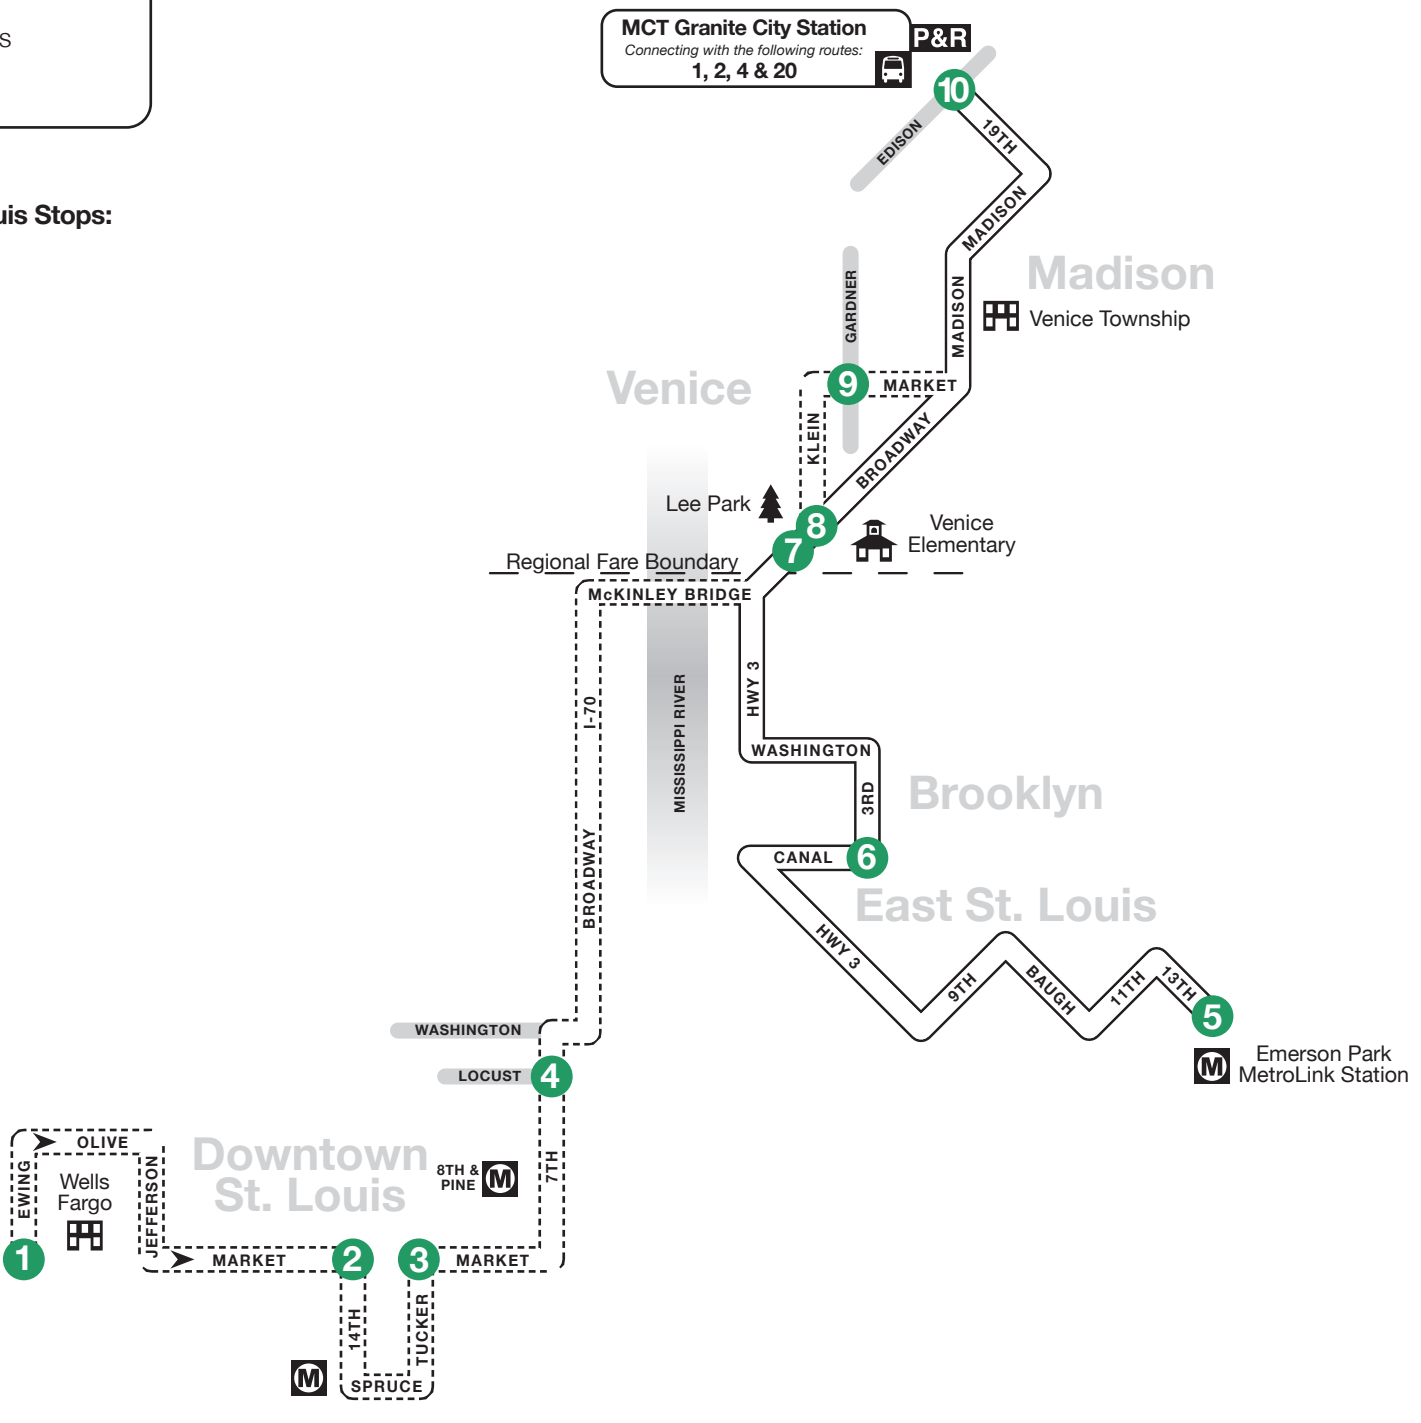 MCT Granite City Station
Connecting with the following routes:
1, 2, 4 & 20
P&R
S
uis Stops:
10
19TH
EDISON
MADISON
Madison
GARDNER
MADISON
Venice Township
Venice
9
MARKET
KLEIN
BROADWAY
Lee Park
8
7
Venice
Elementary
Regional Fare Boundary
McKINLEY BRIDGE
HWY 3
I-70
MISSISSIPPI RIVER
WASHINGTON
3RD
Brooklyn
BROADWAY
CANAL
6
East St. Louis
HWY 3
9TH
BAUGH
11TH
13TH
5
M
Emerson Park
MetroLink Station
WASHINGTON
LOCUST
4
OLIVE
EWING
Wells
Fargo
JEFFERSON
Downtown
St. Louis
8TH &
PINE
M
7TH
1
MARKET
2
3
MARKET
14TH
TUCKER
M
SPRUCE